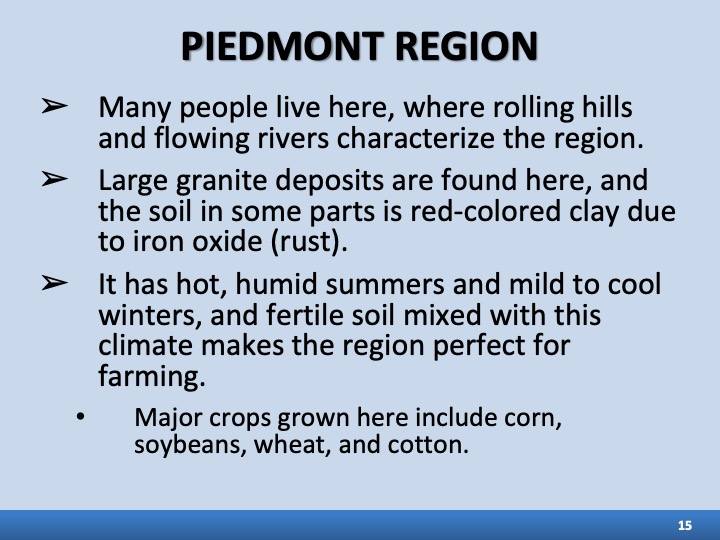 PIEDMONT REGION
➢ Many people live here, where rolling hills
and flowing rivers characterize the region.
➢ Large granite deposits are found here, and
the soil in some parts is red-colored clay due
to iron oxide (rust).
➢ It has hot, humid summers and mild to cool
winters, and fertile soil mixed with this
climate makes the region perfect for
farming.
• Major crops grown here include corn,
soybeans, wheat, and cotton.
15